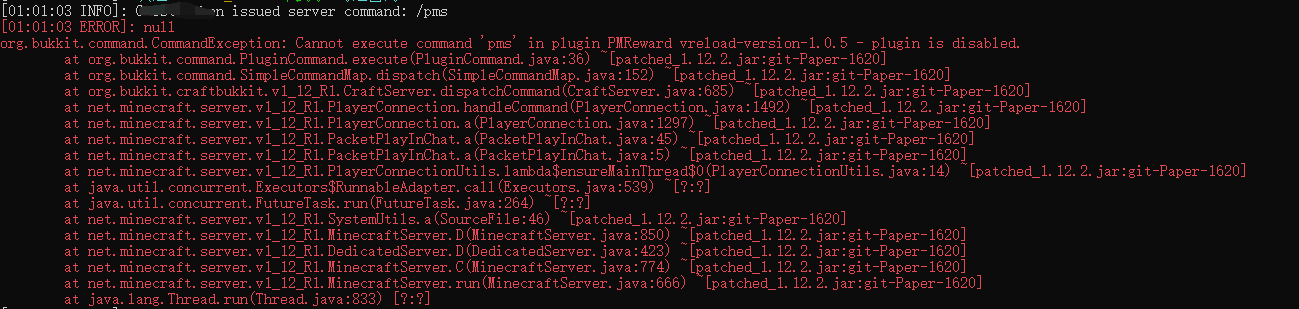 [01:01:03 INFO]: issued server command: /pms
[01:01:03 ERROR]: null
org.bukkit.command.CommandException: Cannot execute command 'pms' in plugin PMReward vreload-version-1.0.5 - plugin is disabled.
at org.bukkit.command.PluginCommand.execute(PluginCommand.java:36) ~[patched_1.12.2.jar:git-Paper-1620]
at org.bukkit.command.SimpleCommandMap.dispatch(SimpleCommandMap.java:152) ~[patched_1.12.2.jar:git-Paper-1620]
at org.bukkit.craftbukkit.v1_12_R1.CraftServer.dispatchCommand(CraftServer.java:685) ~[patched_1.12.2.jar:git-Paper-1620]
at net.minecraft.server.v1_12_R1.PlayerConnection.handleCommand(PlayerConnection.java:1492) ~[patched_1.12.2.jar:git-Paper-1620]
at net.minecraft.server.v1_12_R1.PlayerConnection.a(PlayerConnection.java:1297) ~[patched_1.12.2.jar:git-Paper-1620]
at net.minecraft.server.v1_12_R1.PacketPlayInChat.a(PacketPlayInChat.java:45) ~[patched_1.12.2.jar:git-Paper-1620]
at net.minecraft.server.v1_12_R1.PacketPlayInChat.a(PacketPlayInChat.java:5) ~[patched_1.12.2.jar:git-Paper-1620]
at net.minecraft.server.v1_12_R1.PlayerConnectionUtils.lambda$ensureMainThread$0(PlayerConnectionUtils.java:14) ~[patched_1.12.2.jar:git-Paper-1620]
at java.util.concurrent.Executors$RunnableAdapter.call(Executors.java:539) ~[?:?]
at java.util.concurrent.FutureTask.run(FutureTask.java:264) ~[?:?]
at net.minecraft.server.v1_12_R1.SystemUtils.a(SourceFile:46) ~[patched_1.12.2.jar:git-Paper-1620]
at net.minecraft.server.v1_12_R1.MinecraftServer.D(MinecraftServer.java:850) ~[patched_1.12.2.jar:git-Paper-1620]
at net.minecraft.server.v1_12_R1.DedicatedServer.D(DedicatedServer.java:423) ~[patched_1.12.2.jar:git-Paper-1620]
at net.minecraft.server.v1_12_R1.MinecraftServer.C(MinecraftServer.java:774) ~[patched_1.12.2.jar:git-Paper-1620]
at net.minecraft.server.v1_12_R1.MinecraftServer.run(MinecraftServer.java:666) ~[patched_1.12.2.jar:git-Paper-1620]
at java.lang.Thread.run(Thread.java:833) [?:?]